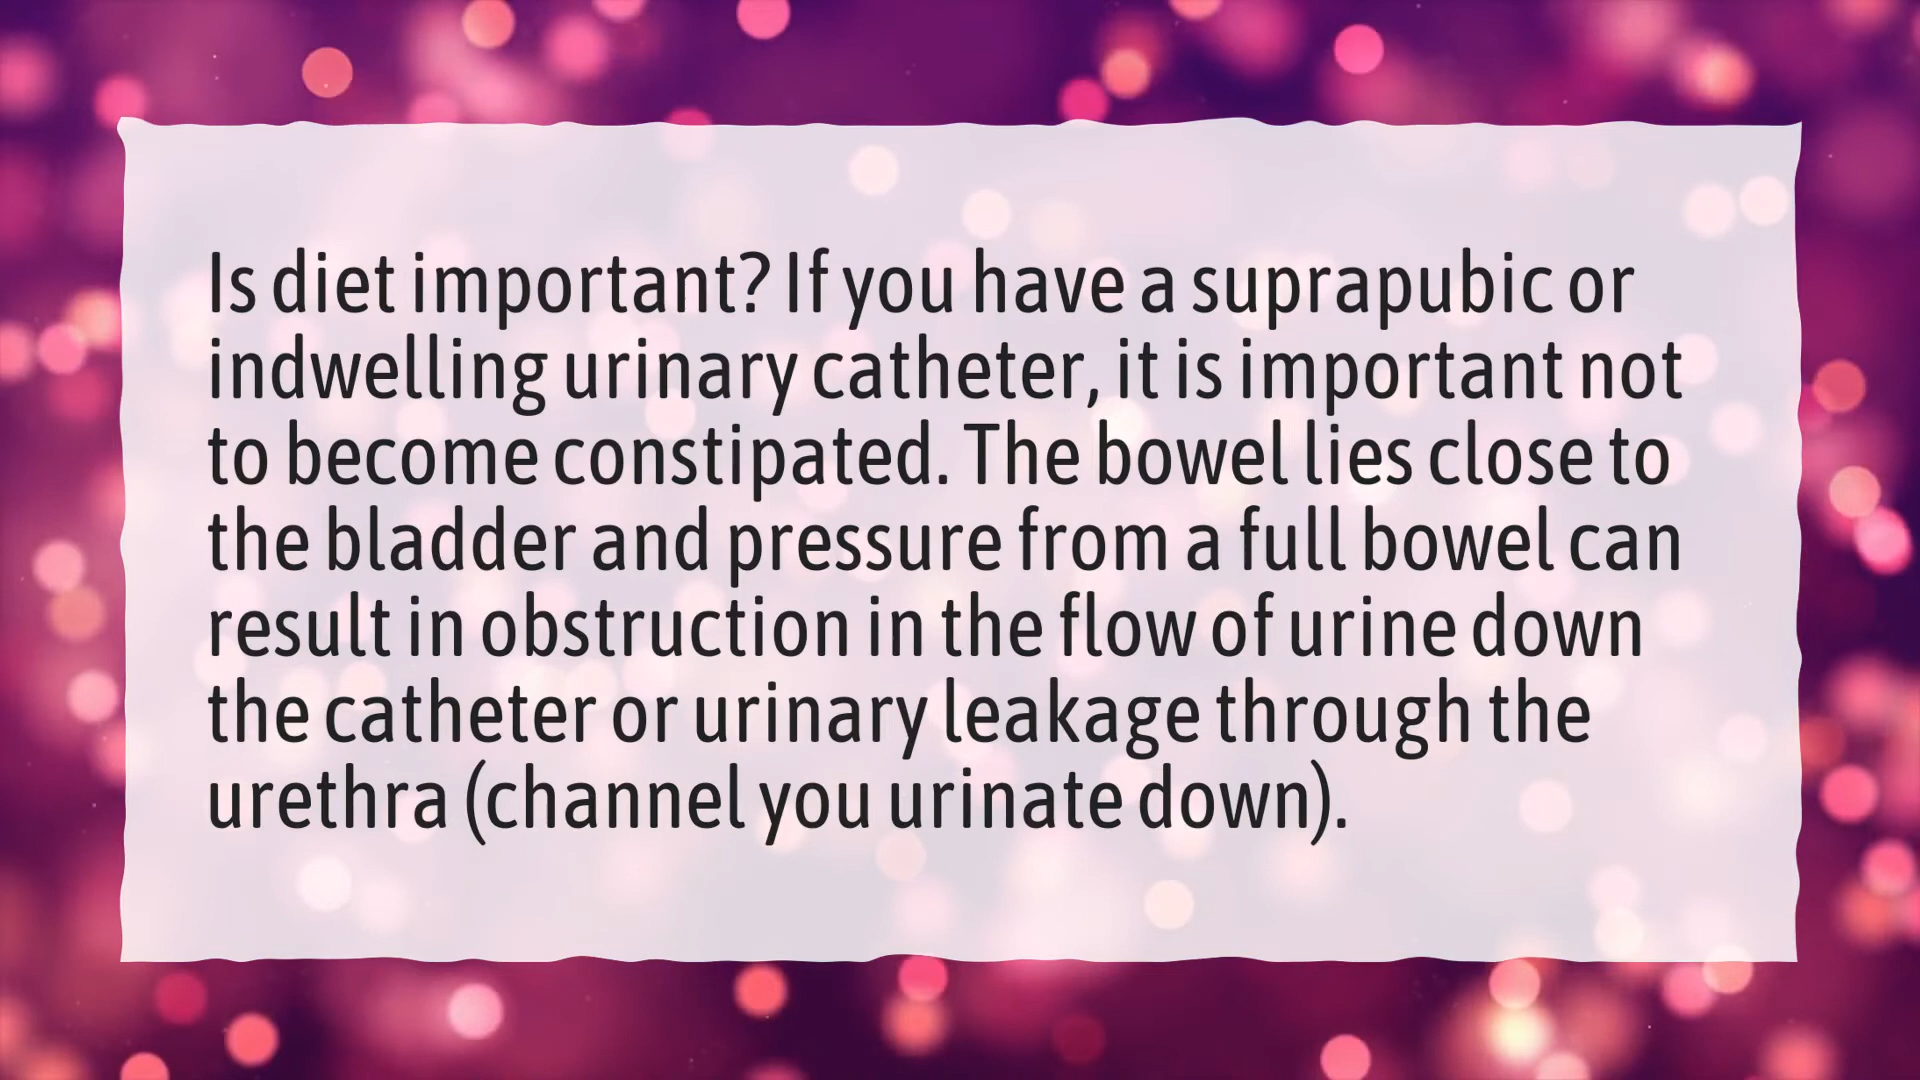 Is diet important? If you have a suprapubic or
indwelling urinary catheter, it is important not
to become constipated. The bowel lies close to
the bladder and pressure from a full bowel can
result in obstruction in the flow of urine down
the catheter or urinary leakage through the
urethra (channel you urinate down).